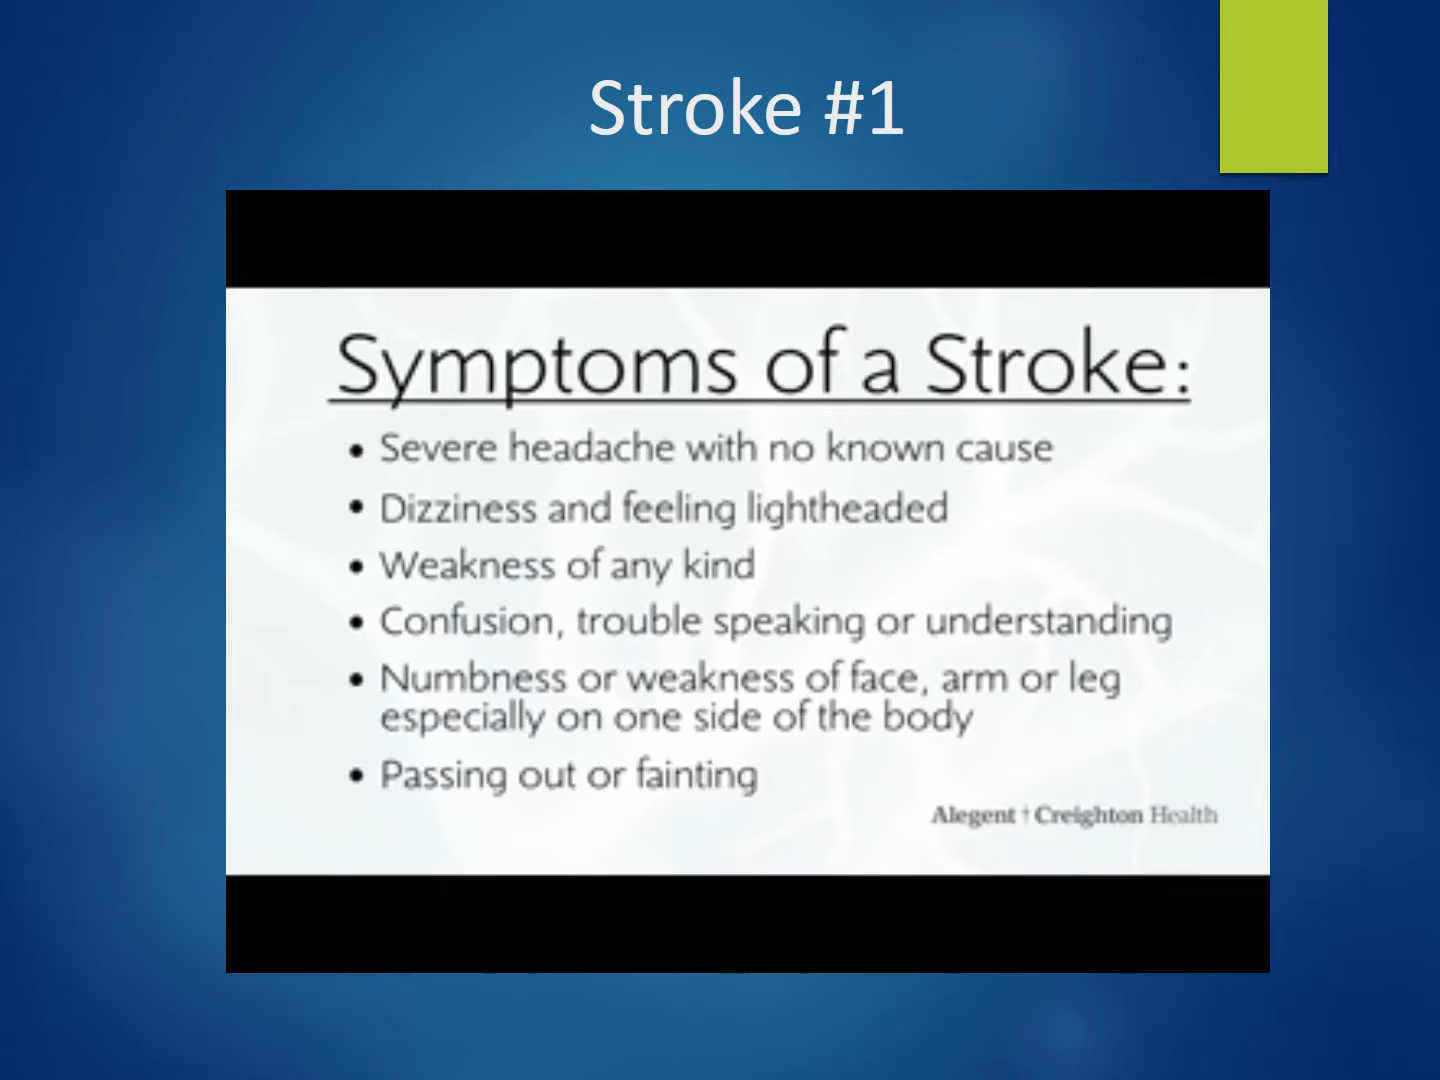 Stroke #1
Symptoms of a Stroke:
• Severe headache with no known cause
• Dizziness and feeling lightheaded
• Weakness of any kind
• Confusion, trouble speaking or understanding
• Numbness or weakness of face, arm or leg
especially on one side of the body
• Passing out or fainting
Alegent † Creighton Health